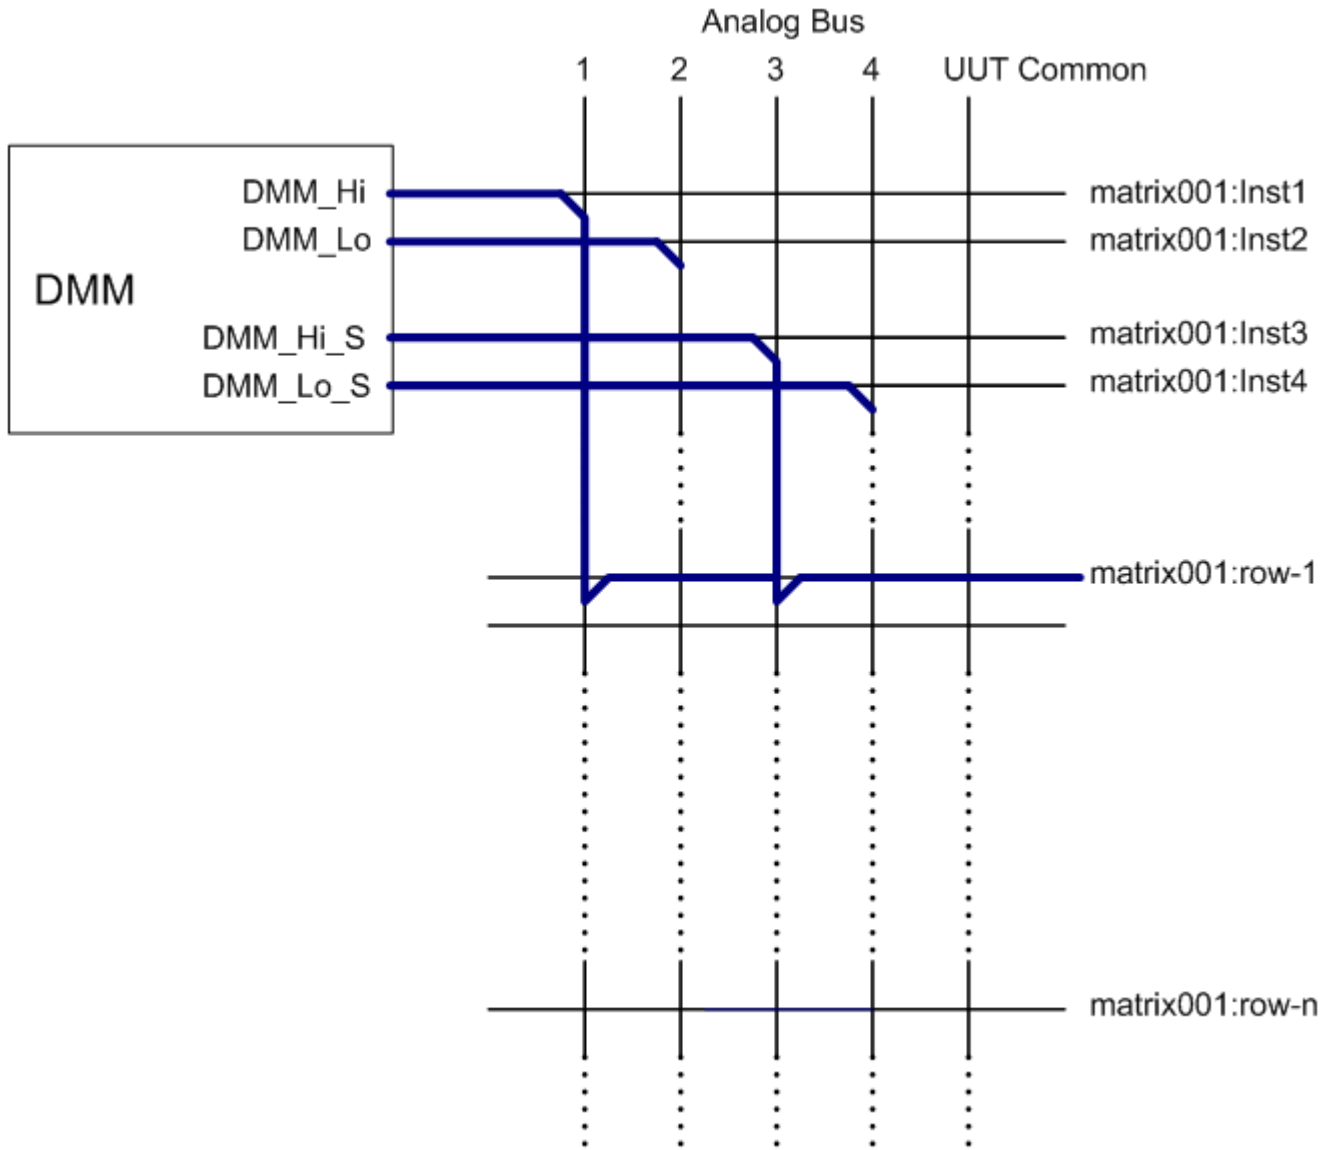 Analog Bus
1 2 3 4 UUT Common
DMM_Hi matrix001:Inst1
DMM_Lo matrix001:Inst2
DMM
DMM_Hi_S matrix001:Inst3
DMM_Lo_S matrix001:Inst4
matrix001:row-1
matrix001:row-n